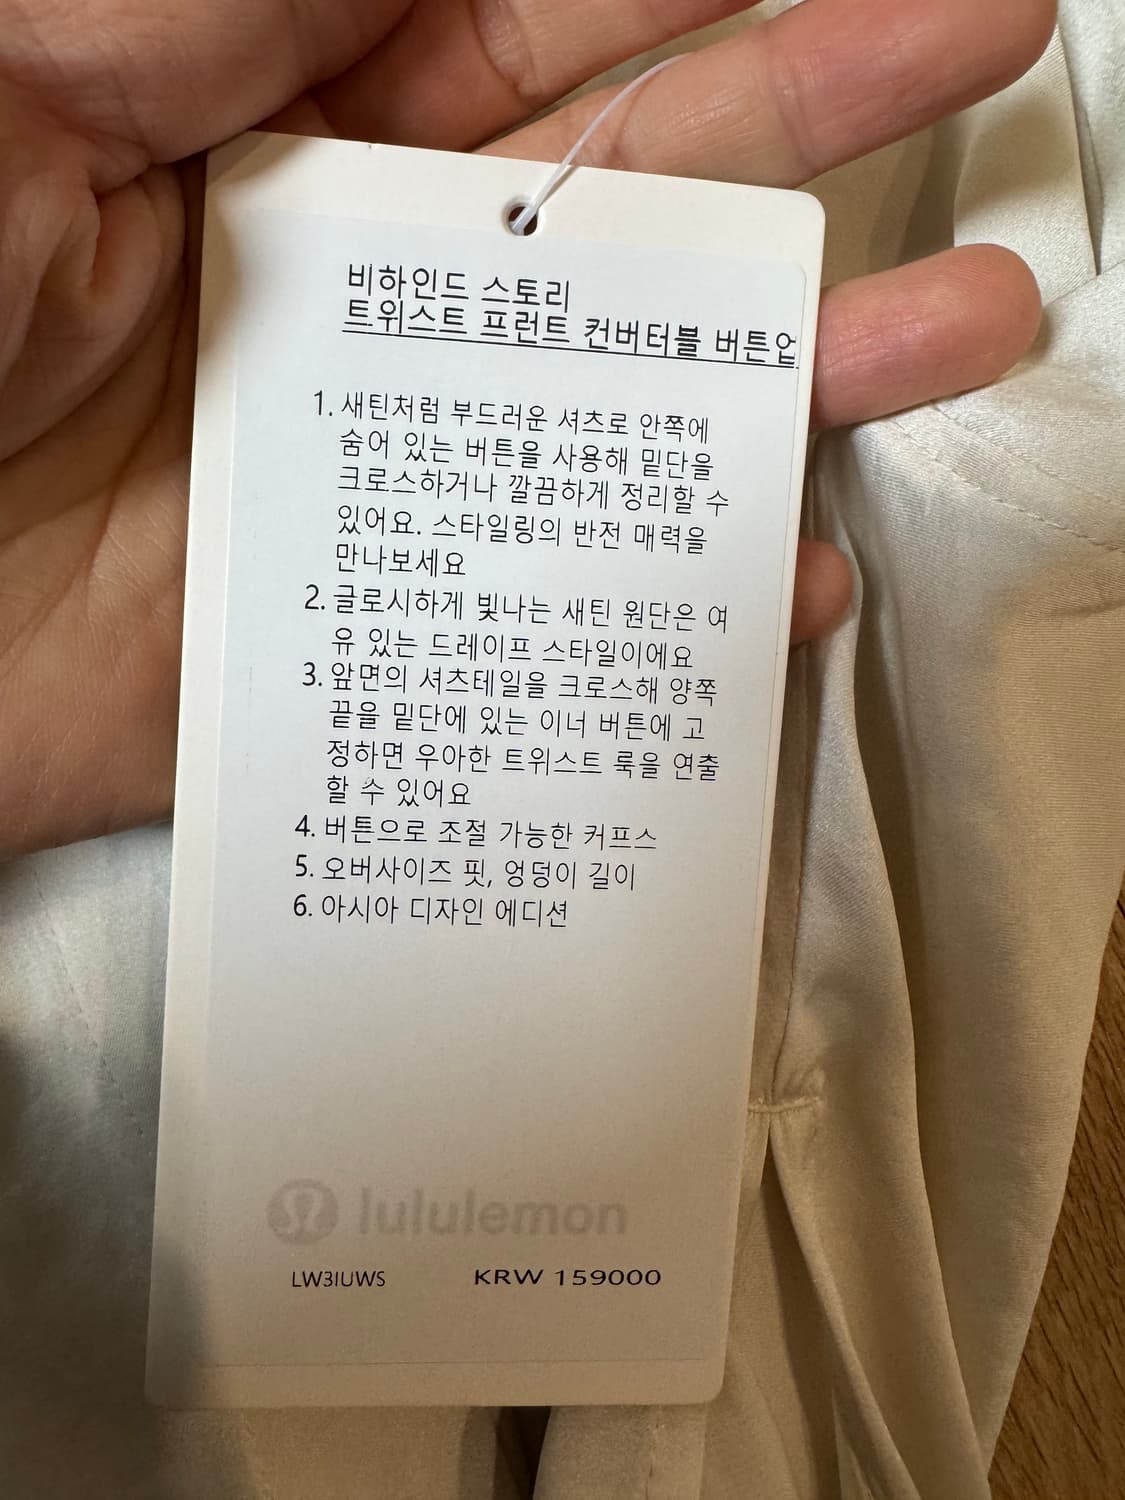 비하인드 스토리
트위스트 프런트 컨버터블 버튼업
1. 새틴처럼 부드러운 셔츠로 안쪽에
숨어 있는 버튼을 사용해 밑단을
크로스하거나 깔끔하게 정리할 수
있어요. 스타일링의 반전 매력을
만나보세요
2. 글로시하게 빛나는 새틴 원단은 여
유 있는 드레이프 스타일이에요
3. 앞면의 셔츠테일을 크로스해 양쪽
끝을 밑단에 있는 이너 버튼에 고
정하면 우아한 트위스트 룩을 연출
할 수 있어요
4. 버튼으로 조절 가능한 커프스
5. 오버사이즈 핏, 엉덩이 길이
6. 아시아 디자인 에디션
lululemon
LW3IUWS KRW 159000